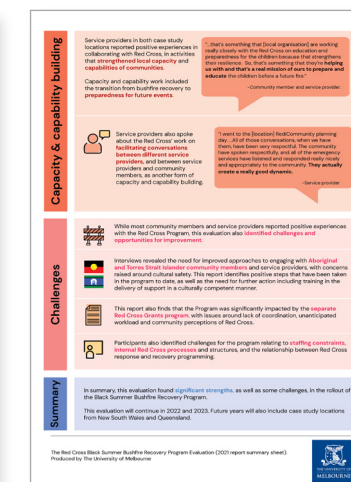 Capacity & capability building
Service providers in both case study
locations reported positive experiences in
collaborating with Red Cross, in activities
that strengthened local capacity and
capabilities of communities.
Capacity and capability work included
the transition from bushfire recovery to
preparedness for future events.
"...that's something that [local organisation] are working
really closely with the Red Cross on education and
preparedness for the children because that strengthens
their resilience. So, that's something that they're helping
us with and that's a real mission of ours to prepare and
educate the children before a future fire."
-Community member and service provider.
Service providers also spoke
about the Red Cross' work on
facilitating conversations
between different service
providers, and between service
providers and community
members, as another form of
capacity and capability building.
"I went to the [location] RediCommunity planning
day....All of those conversations, when we have
them, have been very respectful. The community
have spoken respectfully, and all of the emergency
services have listened and responded really nicely
and appropriately to the community. They actually
create a really good dynamic.
-Service provider
Challenges
While most community members and service providers reported positive experiences
with the Red Cross Program, this evaluation also identified challenges and
opportunities for improvement.
Interviews revealed the need for improved approaches to engaging with Aboriginal
and Torres Strait Islander community members and service providers, with concerns
raised around cultural safety. This report identifies positive steps that have been taken
in the program to date, as well as the need for further action including training in the
delivery of support in a culturally competent manner.
This report also finds that the Program was significantly impacted by the separate
Red Cross Grants program, with issues around lack of coordination, unanticipated
workload and community perceptions of Red Cross.
Participants also identified challenges for the program relating to staffing constraints,
internal Red Cross processes and structures, and the relationship between Red Cross
response and recovery programming.
Summary
In summary, this evaluation found significant strengths, as well as some challenges, in the rollout of
the Black Summer Bushfire Recovery Program.
This evaluation will continue in 2022 and 2023. Future years will also include case study locations
from New South Wales and Queensland.
The Red Cross Black Summer Bushfire Recovery Program Evaluation (2021 report summary sheet).
Produced by The University of Melbourne
THE UNIVERSITY OF
MELBOURNE